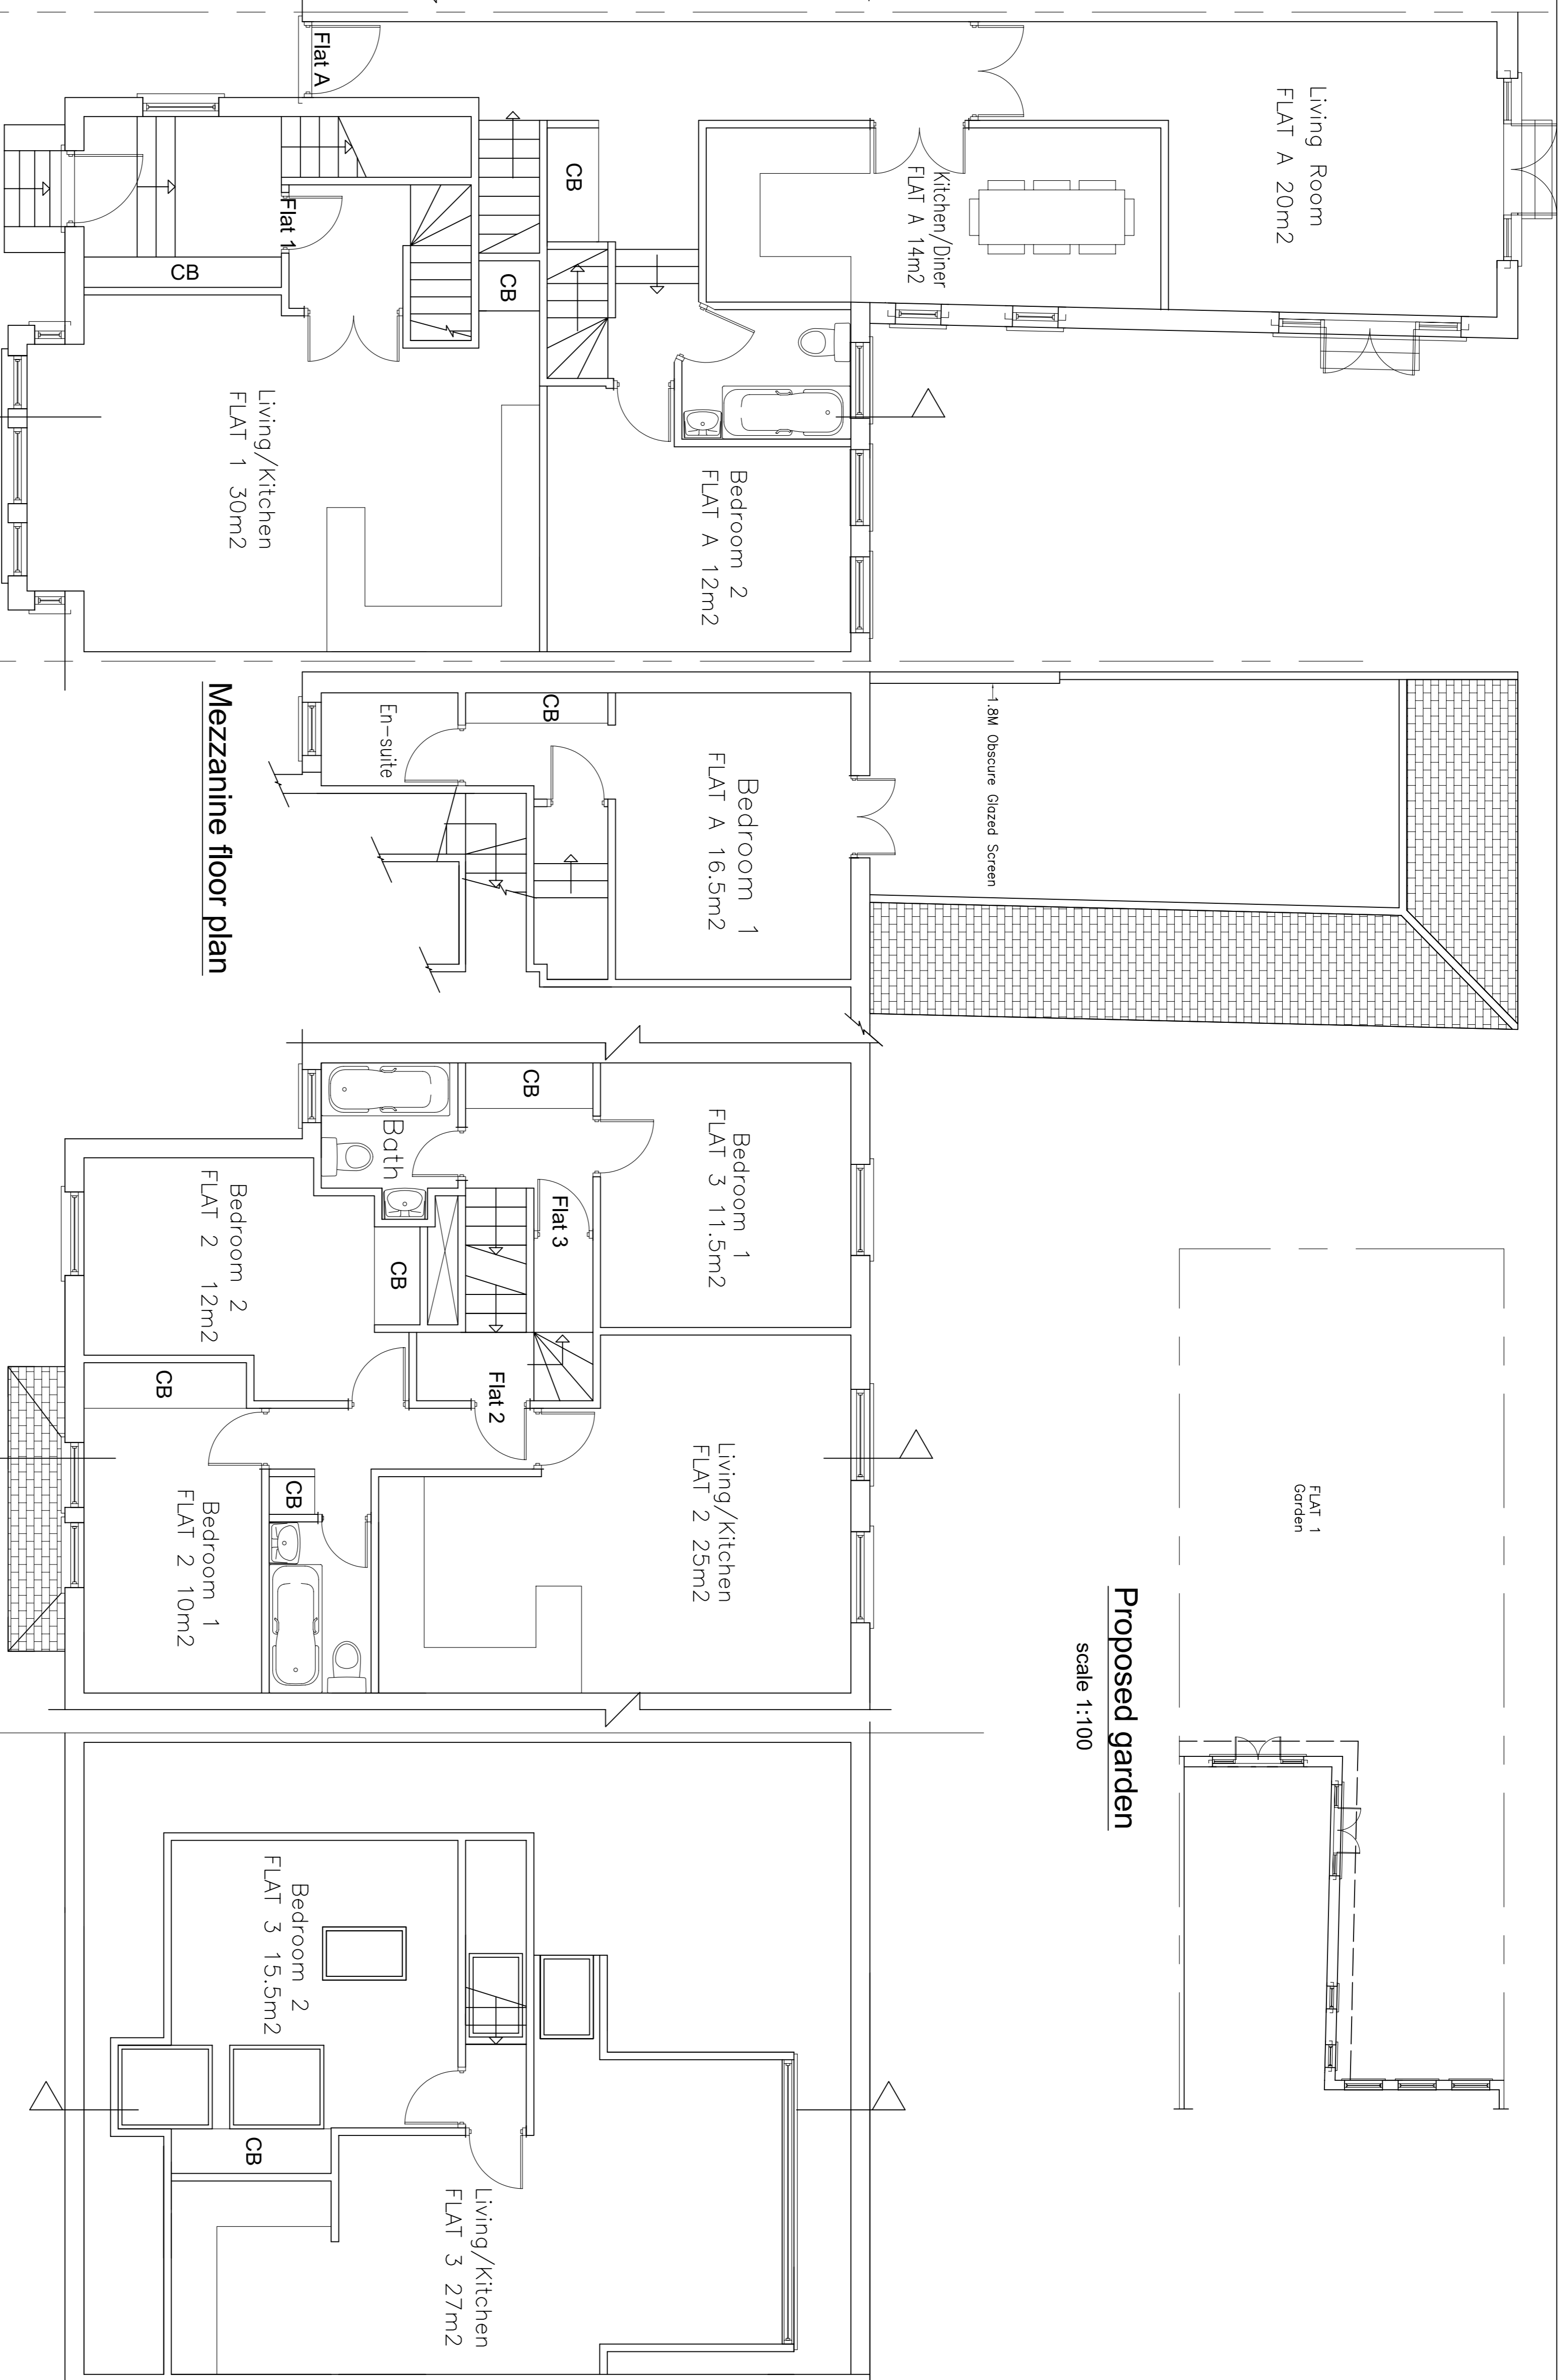 Living Room
FLAT A 20m2
Kitchen/Diner
FLAT A 14m2
Flat A
CB
Flat 1
CB
CB
Living/Kitchen
FLAT 1 30m2
Bedroom 2
FLAT A 12m2
1.8M Obscure Glazed Screen
Bedroom 1
FLAT A 16.5m2
CB
En-suite
Mezzanine floor plan
Bedroom 1
FLAT 3 11.5m2
CB
Bath
Flat 3
Bedroom 2
FLAT 2 12m2
CB
Flat 2
CB
Living/Kitchen
FLAT 2 25m2
CB
Bedroom 1
FLAT 2 10m2
FLAT 1
Garden
Proposed garden
scale 1:100
Bedroom 2
FLAT 3 15.5m2
CB
Living/Kitchen
FLAT 3 27m2